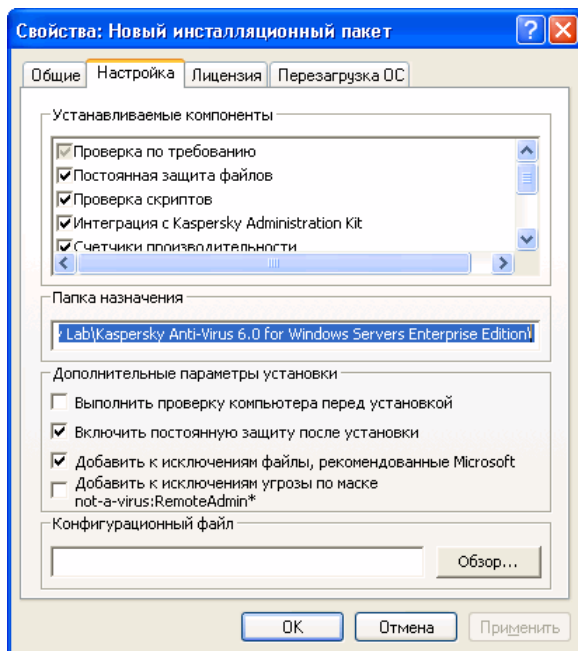 Свойства: Новый инсталляционный пакет
Общие Настройка Лицензия Перезагрузка ОС
Устанавливаемые компоненты
Проверка по требованию
Постоянная защита файлов
Проверка скриптов
Интеграция с Kaspersky Administration Kit
Счетчики производительности
Папка назначения
Lab\Kaspersky Anti-Virus 6.0 for Windows Servers Enterprise Edition\
Дополнительные параметры установки
Выполнить проверку компьютера перед установкой
Включить постоянную защиту после установки
Добавить к исключениям файлы, рекомендованные Microsoft
Добавить к исключениям угрозы по маске
not-a-virus:RemoteAdmin*
Конфигурационный файл
Обзор...
OK Отмена Применить